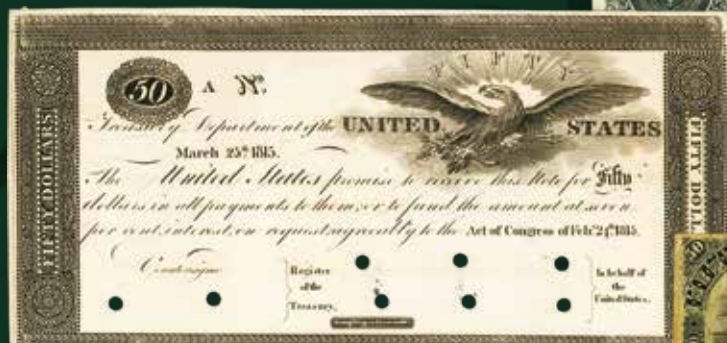 FIFTY
50 A No.
Treasury Department of the UNITED STATES
March 25th 1815.
The United States promise to receive this Note for Fifty
dollars in all payments to them, or to fund the amount at seven
per cent. interest, on request, agreeably to the Act of Congress of Feby 24th 1815.
Countersign
Register
of the
Treasury.
In behalf of
the
United States.
FIFTY DOLLARS
FIFTY DOLL
50